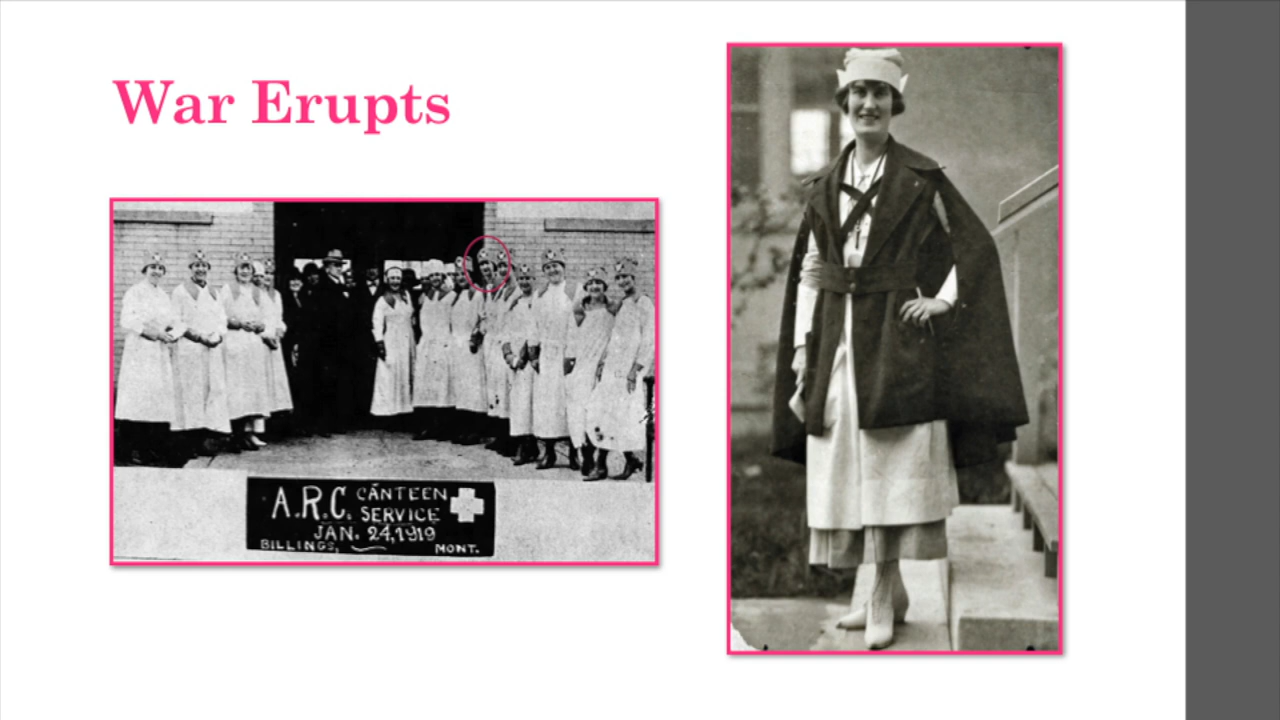 War Erupts
A.R.C. CANTEEN
SERVICE
JAN. 24, 1919
BILLINGS, MONT.